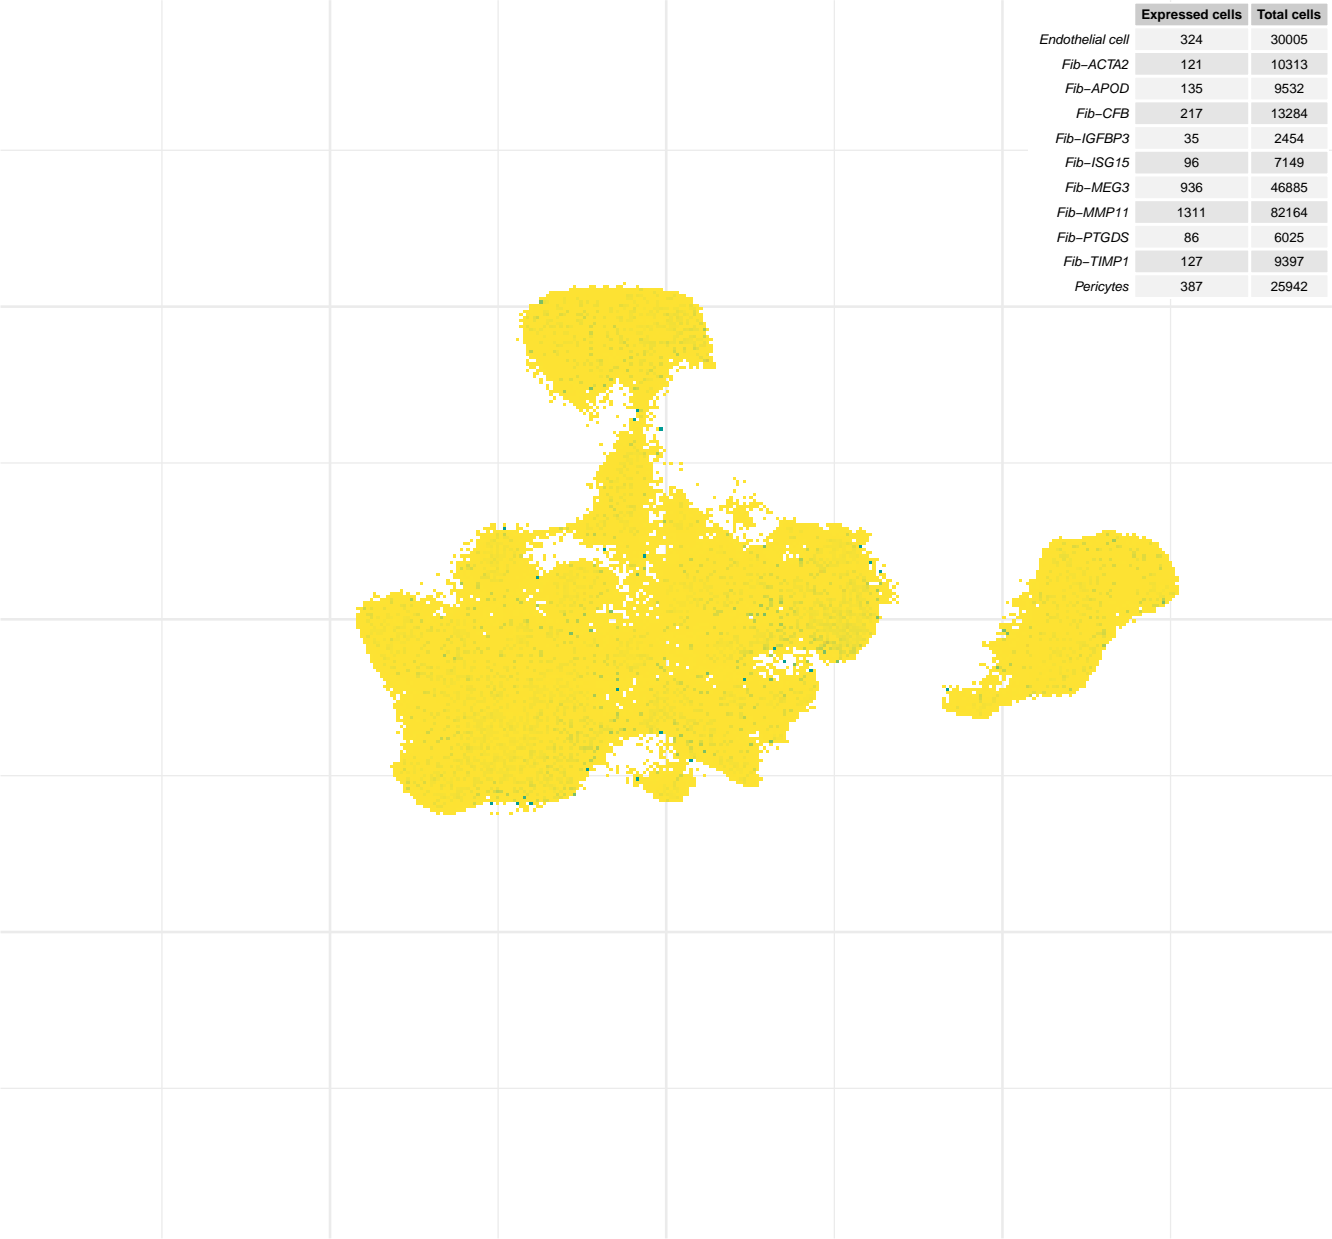 Expressed cells Total cells
Endothelial cell 324 30005
Fib−ACTA2 121 10313
Fib−APOD 135 9532
Fib−CFB 217 13284
Fib−IGFBP3 35 2454
Fib−ISG15 96 7149
Fib−MEG3 936 46885
Fib−MMP11 1311 82164
Fib−PTGDS 86 6025
Fib−TIMP1 127 9397
Pericytes 387 25942